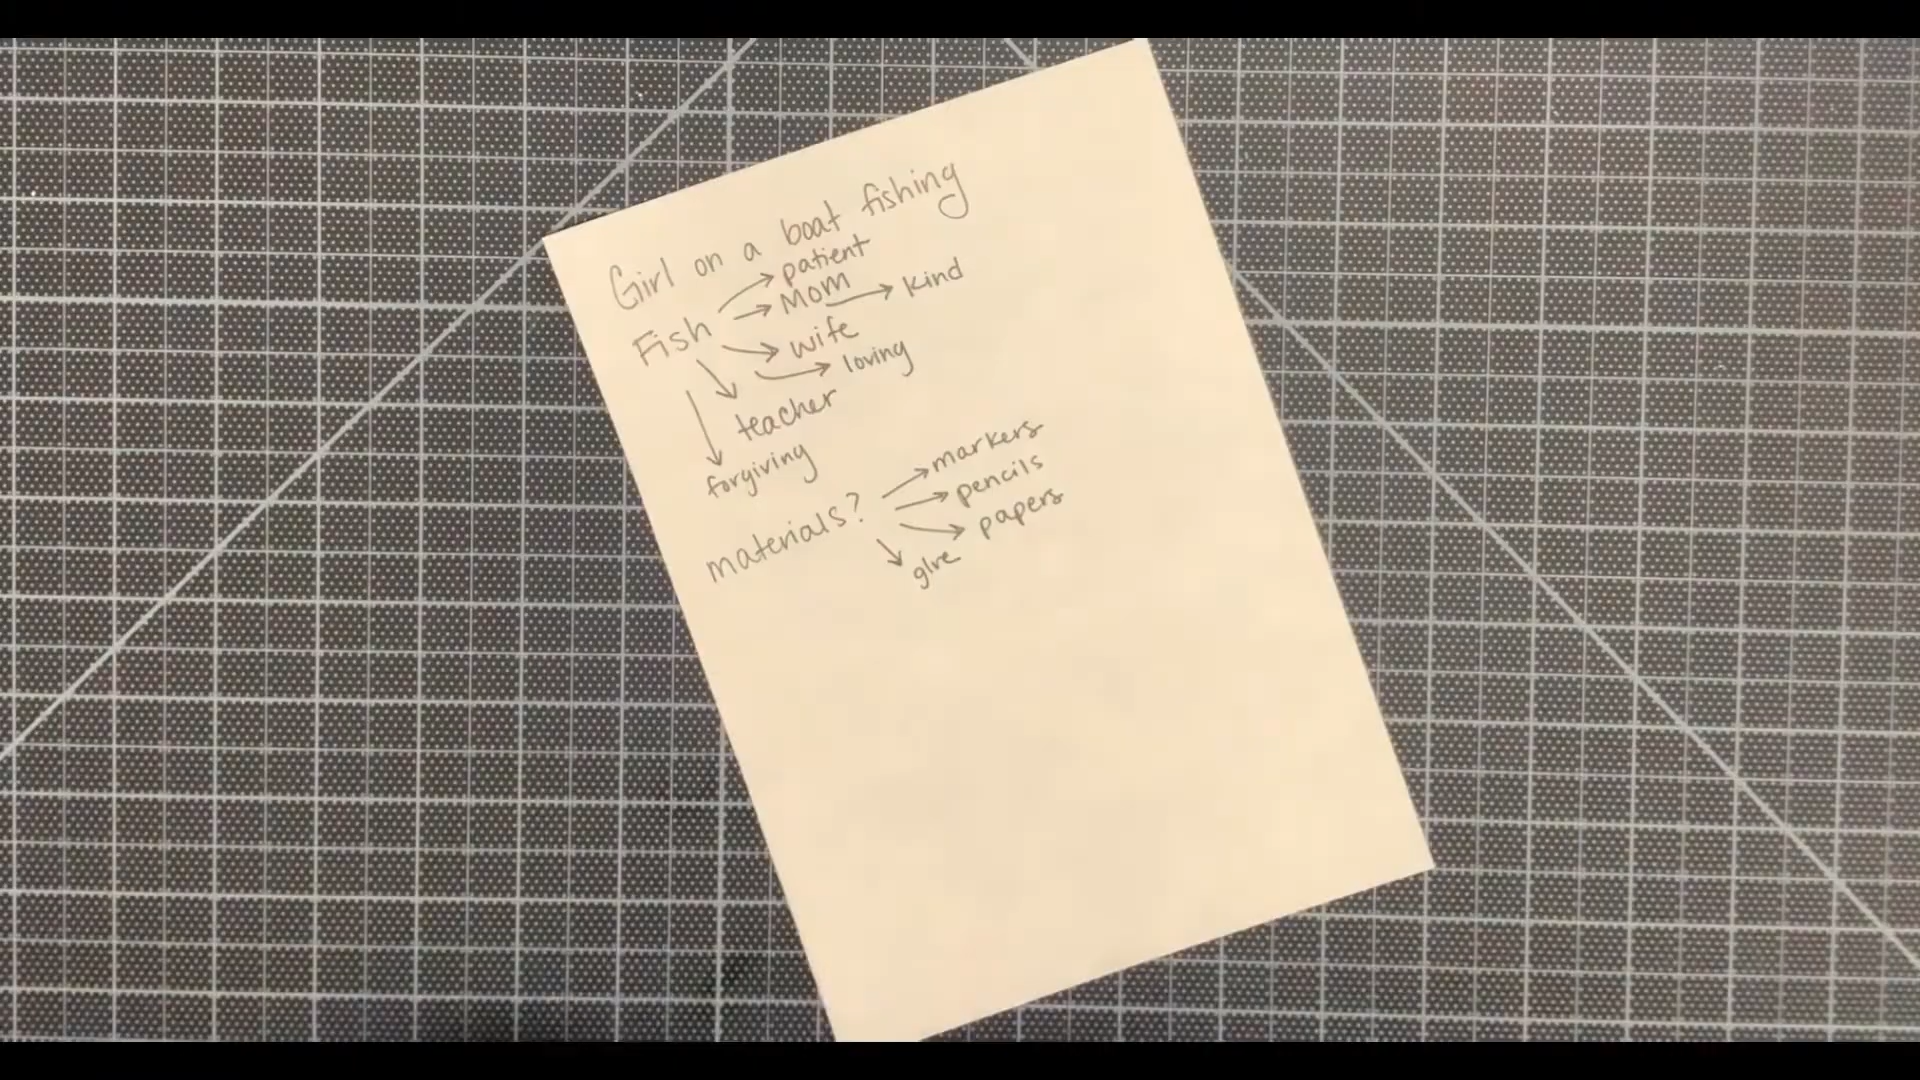 Girl on a boat fishing
Fish → patient
→ Mom → kind
→ wife
→ loving
→ teacher
→ forgiving
materials? → markers
→ pencils
→ papers
→ glue